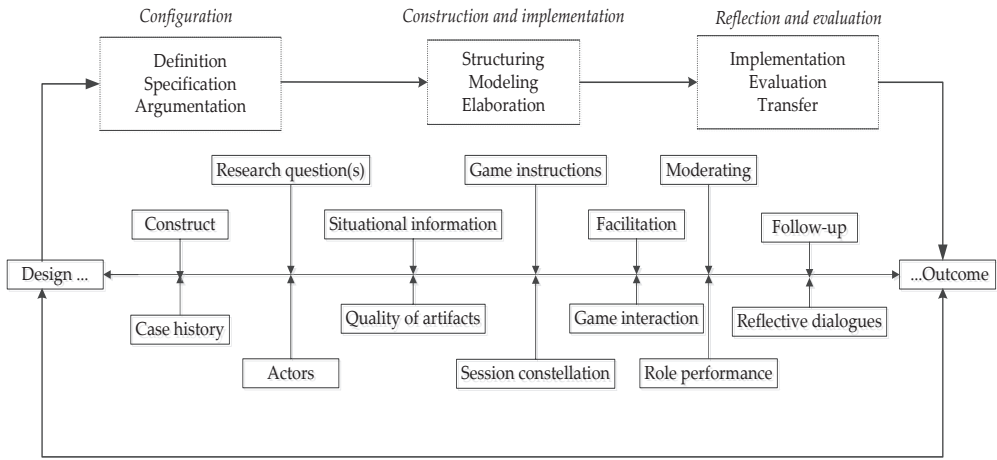 Configuration
Construction and implementation
Reflection and evaluation
Definition
Specification
Argumentation
Structuring
Modeling
Elaboration
Implementation
Evaluation
Transfer
Research question(s)
Game instructions
Moderating
Construct
Situational information
Facilitation
Follow-up
Design ...
...Outcome
Case history
Quality of artifacts
Game interaction
Reflective dialogues
Actors
Session constellation
Role performance